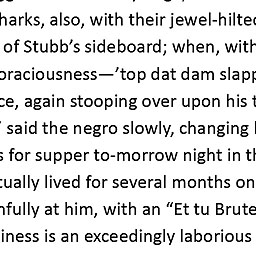 harks, also, with their jewel-hilte
of Stubb’s sideboard; when, with
oraciousness—’top dat dam slapp
ce, again stooping over upon his t
’ said the negro slowly, changing
s for supper to-morrow night in th
tually lived for several months on
nfully at him, with an “Et tu Brute
iness is an exceedingly laborious